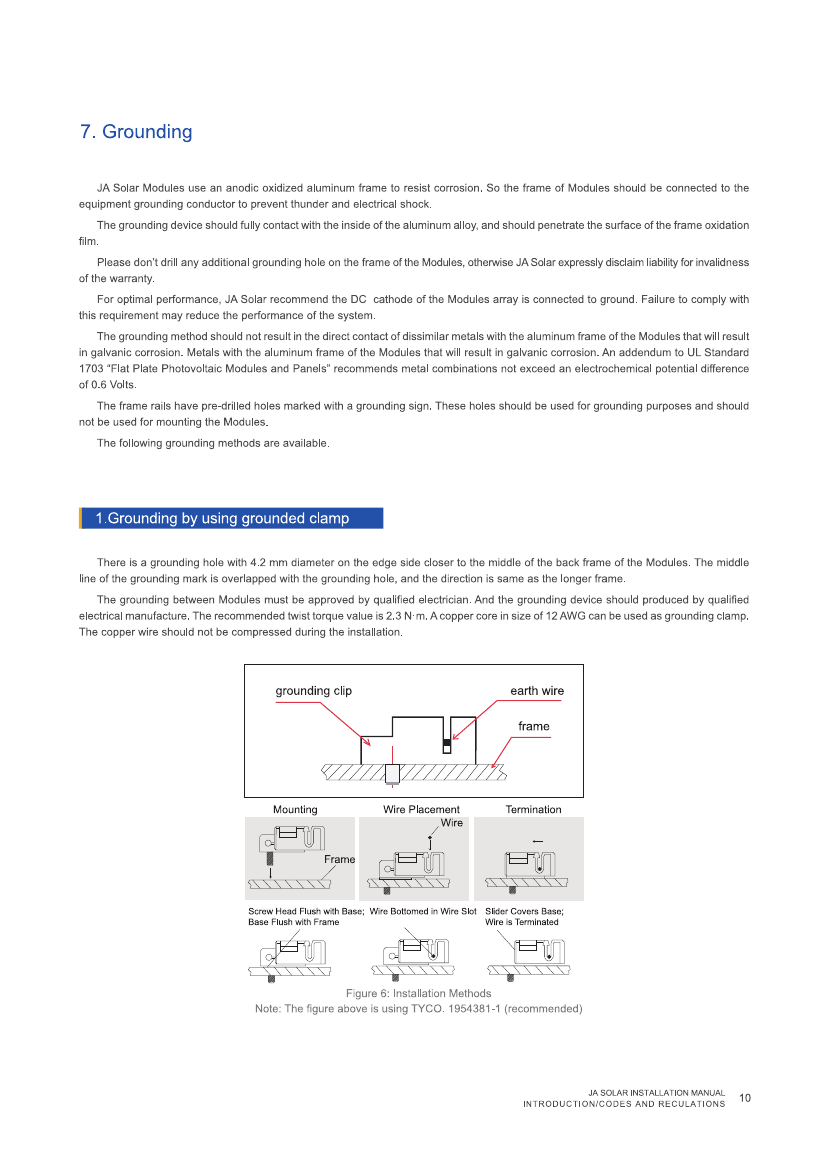 7. Grounding
JA Solar Modules use an anodic oxidized aluminum frame to resist corrosion. So the frame of Modules should be connected to the
equipment grounding conductor to prevent thunder and electrical shock.
The grounding device should fully contact with the inside of the aluminum alloy, and should penetrate the surface of the frame oxidation
film.
Please don't drill any additional grounding hole on the frame of the Modules, otherwise JA Solar expressly disclaim liability for invalidness
of the warranty.
For optimal performance, JA Solar recommend the DC cathode of the Modules array is connected to ground. Failure to comply with
this requirement may reduce the performance of the system.
The grounding method should not result in the direct contact of dissimilar metals with the aluminum frame of the Modules that will result
in galvanic corrosion. Metals with the aluminum frame of the Modules that will result in galvanic corrosion. An addendum to UL Standard
1703 “Flat Plate Photovoltaic Modules and Panels” recommends metal combinations not exceed an electrochemical potential difference
of 0.6 Volts.
The frame rails have pre-drilled holes marked with a grounding sign. These holes should be used for grounding purposes and should
not be used for mounting the Modules.
The following grounding methods are available.
1.Grounding by using grounded clamp
There is a grounding hole with 4.2 mm diameter on the edge side closer to the middle of the back frame of the Modules. The middle
line of the grounding mark is overlapped with the grounding hole, and the direction is same as the longer frame.
The grounding between Modules must be approved by qualified electrician. And the grounding device should produced by qualified
electrical manufacture. The recommended twist torque value is 2.3 N·m. A copper core in size of 12 AWG can be used as grounding clamp.
The copper wire should not be compressed during the installation.
grounding clip
earth wire
frame
Mounting
Wire Placement
Termination
Wire
Frame
Screw Head Flush with Base;
Base Flush with Frame
Wire Bottomed in Wire Slot
Slider Covers Base;
Wire is Terminated
Figure 6: Installation Methods
Note: The figure above is using TYCO. 1954381-1 (recommended)
JA SOLAR INSTALLATION MANUAL
INTRODUCTION/CODES AND RECULATIONS
10